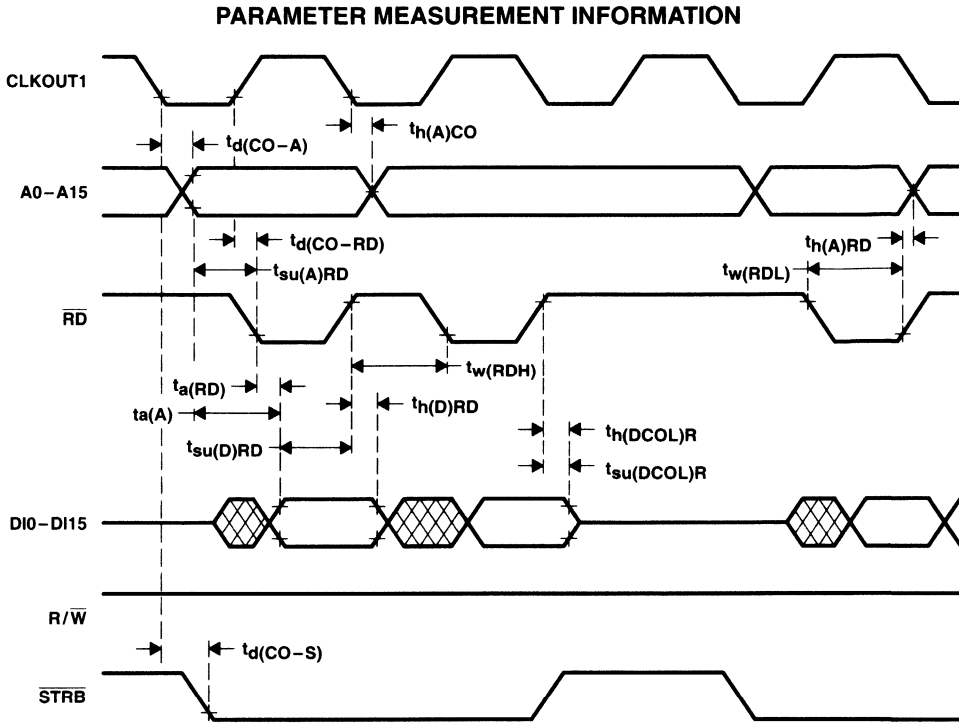 PARAMETER MEASUREMENT INFORMATION
CLKOUT1
th(A)CO
td(CO–A)
A0–A15
td(CO–RD)
th(A)RD
tsu(A)RD
tw(RDL)
RD
tw(RDH)
ta(RD)
th(D)RD
ta(A)
th(DCOL)R
tsu(D)RD
tsu(DCOL)R
DI0–DI15
R/W
td(CO–S)
STRB